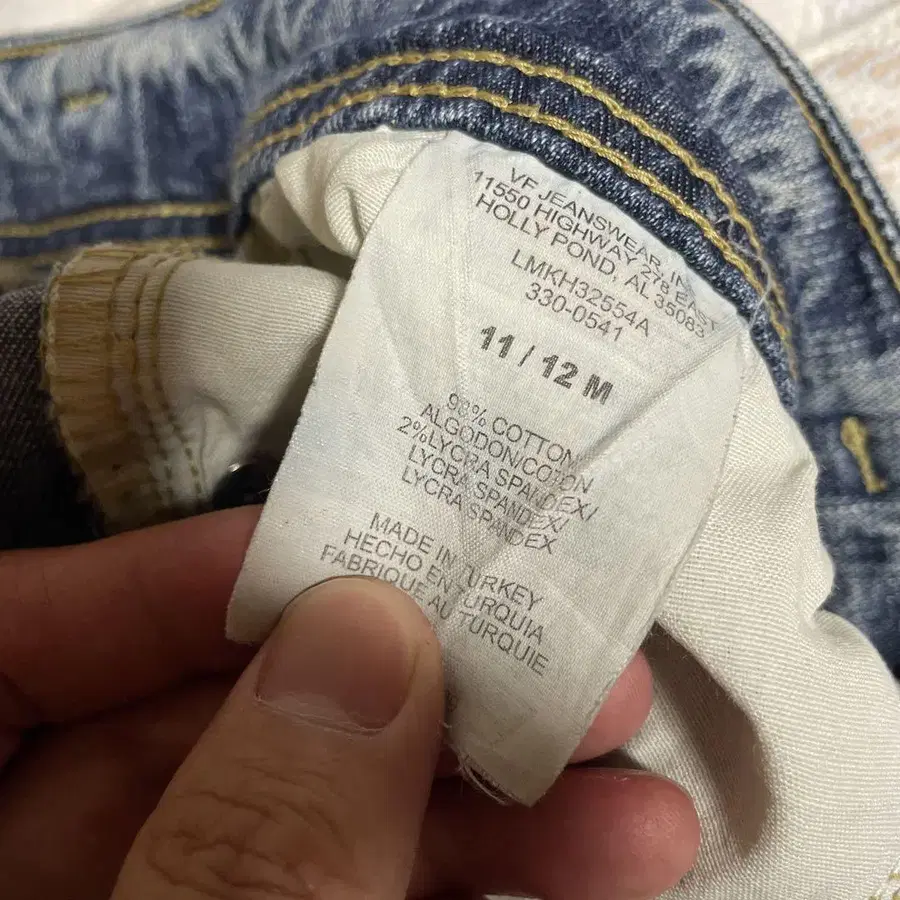 VF JEANSWEAR, IN
11550 HIGHWAY 278 EAST
HOLLY POND, AL 35083
LMKH32554A
330-0541
11 / 12 M
98% COTTON
ALGODON/COTON
2%LYCRA SPANDEX/
LYCRA SPANDEX/
LYCRA SPANDEX
MADE IN TURKEY
HECHO EN TURQUIA
FABRIQUE AU TURQUIE